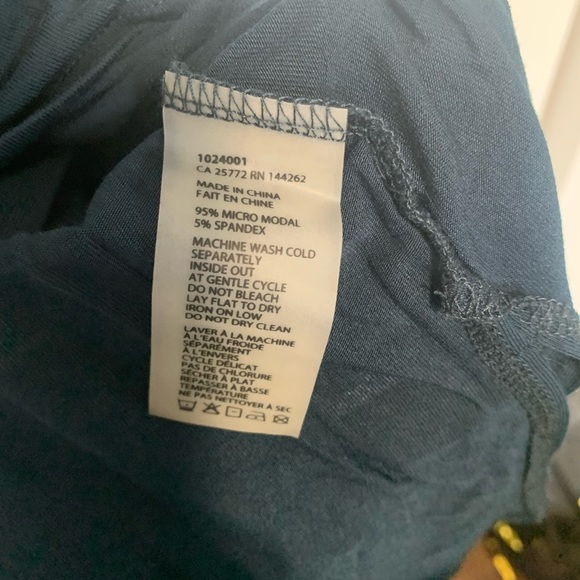 1024001
CA 25772 RN 144262
MADE IN CHINA
FAIT EN CHINE
95% MICRO MODAL
5% SPANDEX
MACHINE WASH COLD
SEPARATELY
INSIDE OUT
AT GENTLE CYCLE
DO NOT BLEACH
LAY FLAT TO DRY
IRON ON LOW
DO NOT DRY CLEAN
LAVER À LA MACHINE
À L'EAU FROIDE
SÉPARÉMENT
À L'ENVERS
CYCLE DÉLICAT
PAS DE CHLORURE
SÉCHER À PLAT
REPASSER À BASSE
TEMPÉRATURE
NE PAS NETTOYER À SEC